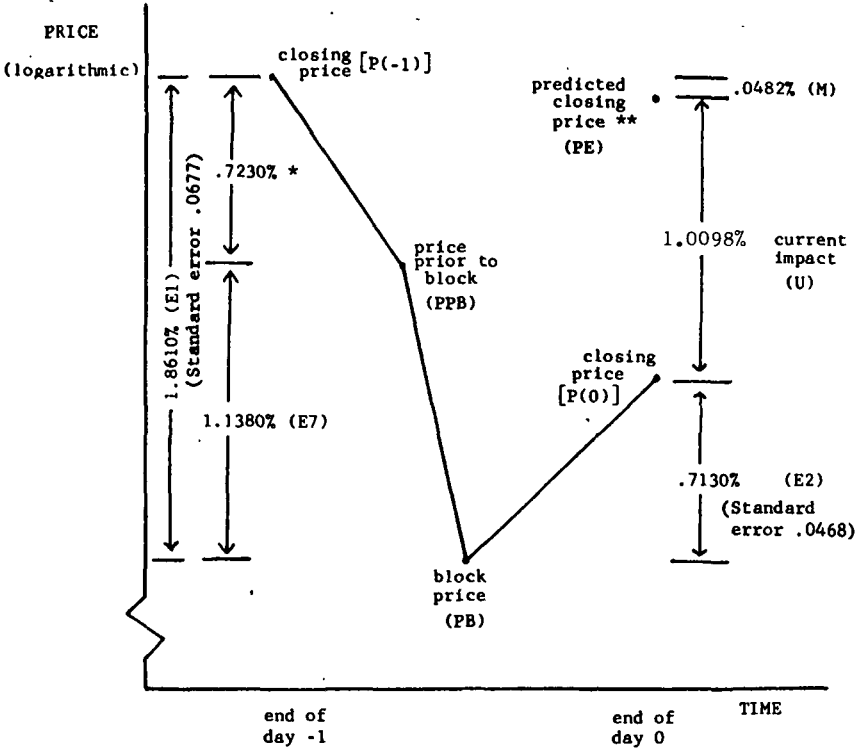 PRICE
(logarithmic)
closing
price [P(-1)]
predicted
closing
price **
(PE)
.0482% (M)
.7230% *
1.8610% (E1)
(Standard error .0677)
price
prior to
block
(PPB)
1.0098%
current
impact
(U)
closing
price
[P(0)]
1.1380% (E7)
.7130% (E2)
(Standard
error .0468)
block
price
(PB)
TIME
end of
day -1
end of
day 0